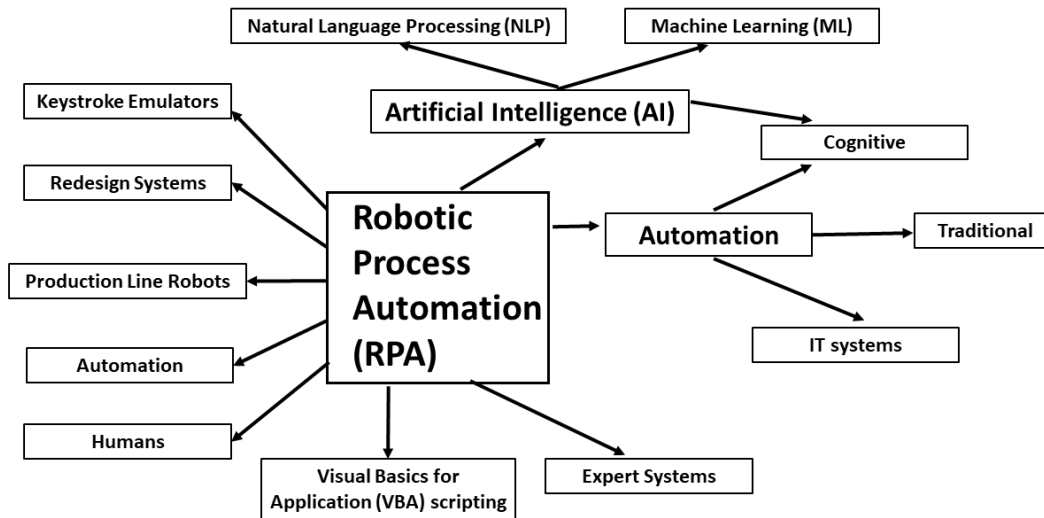 Natural Language Processing (NLP)
Machine Learning (ML)
Keystroke Emulators
Artificial Intelligence (AI)
Cognitive
Redesign Systems
Robotic
Process
Automation
(RPA)
Automation
Traditional
Production Line Robots
IT systems
Automation
Humans
Visual Basics for
Application (VBA) scripting
Expert Systems